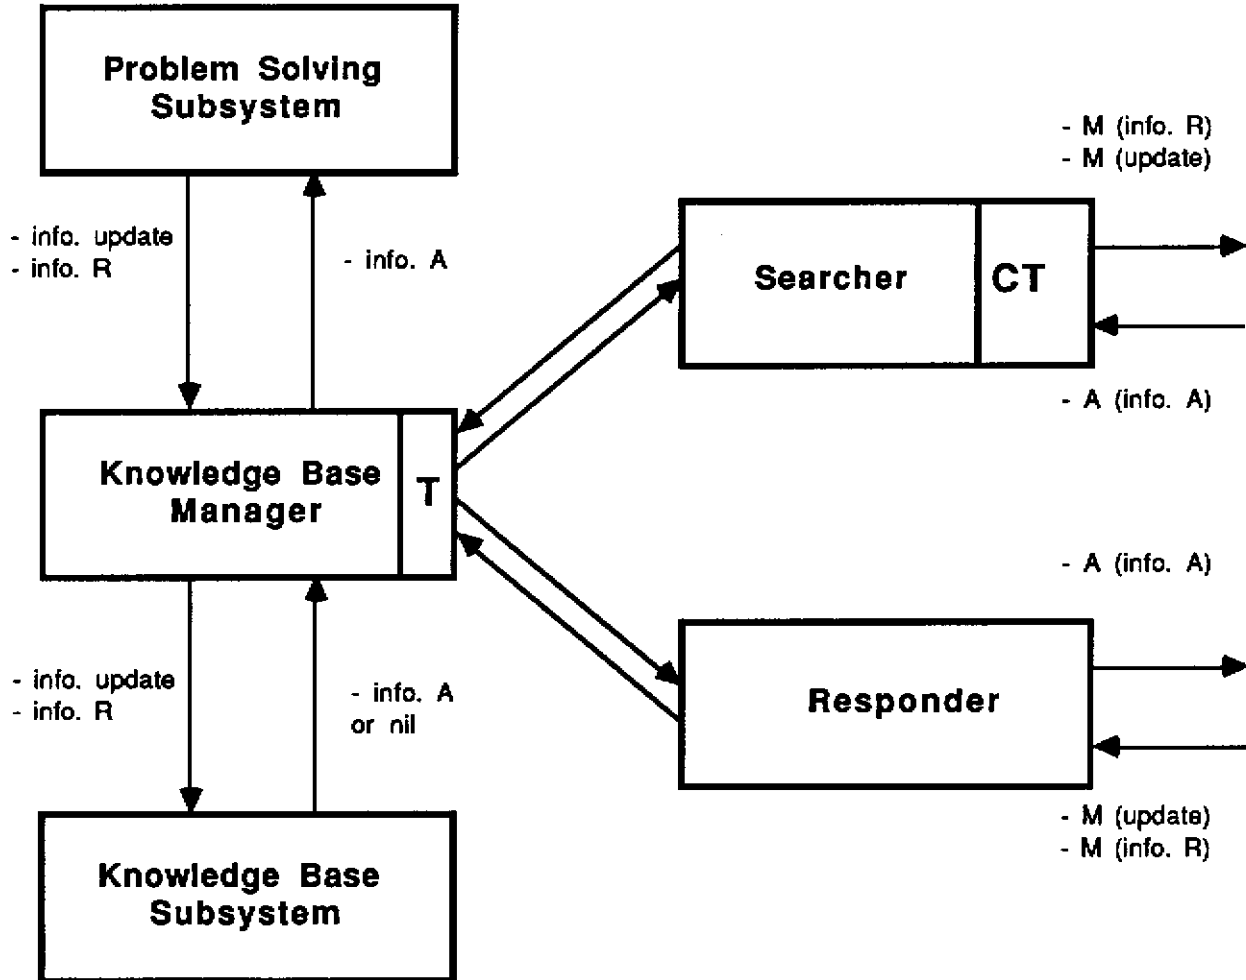 Problem Solving
Subsystem
- M (info. R)
- M (update)
- info. update
- info. R
- info. A
Searcher
CT
- A (info. A)
Knowledge Base
Manager
T
- A (info. A)
- info. update
- info. R
- info. A
or nil
Responder
- M (update)
- M (info. R)
Knowledge Base
Subsystem